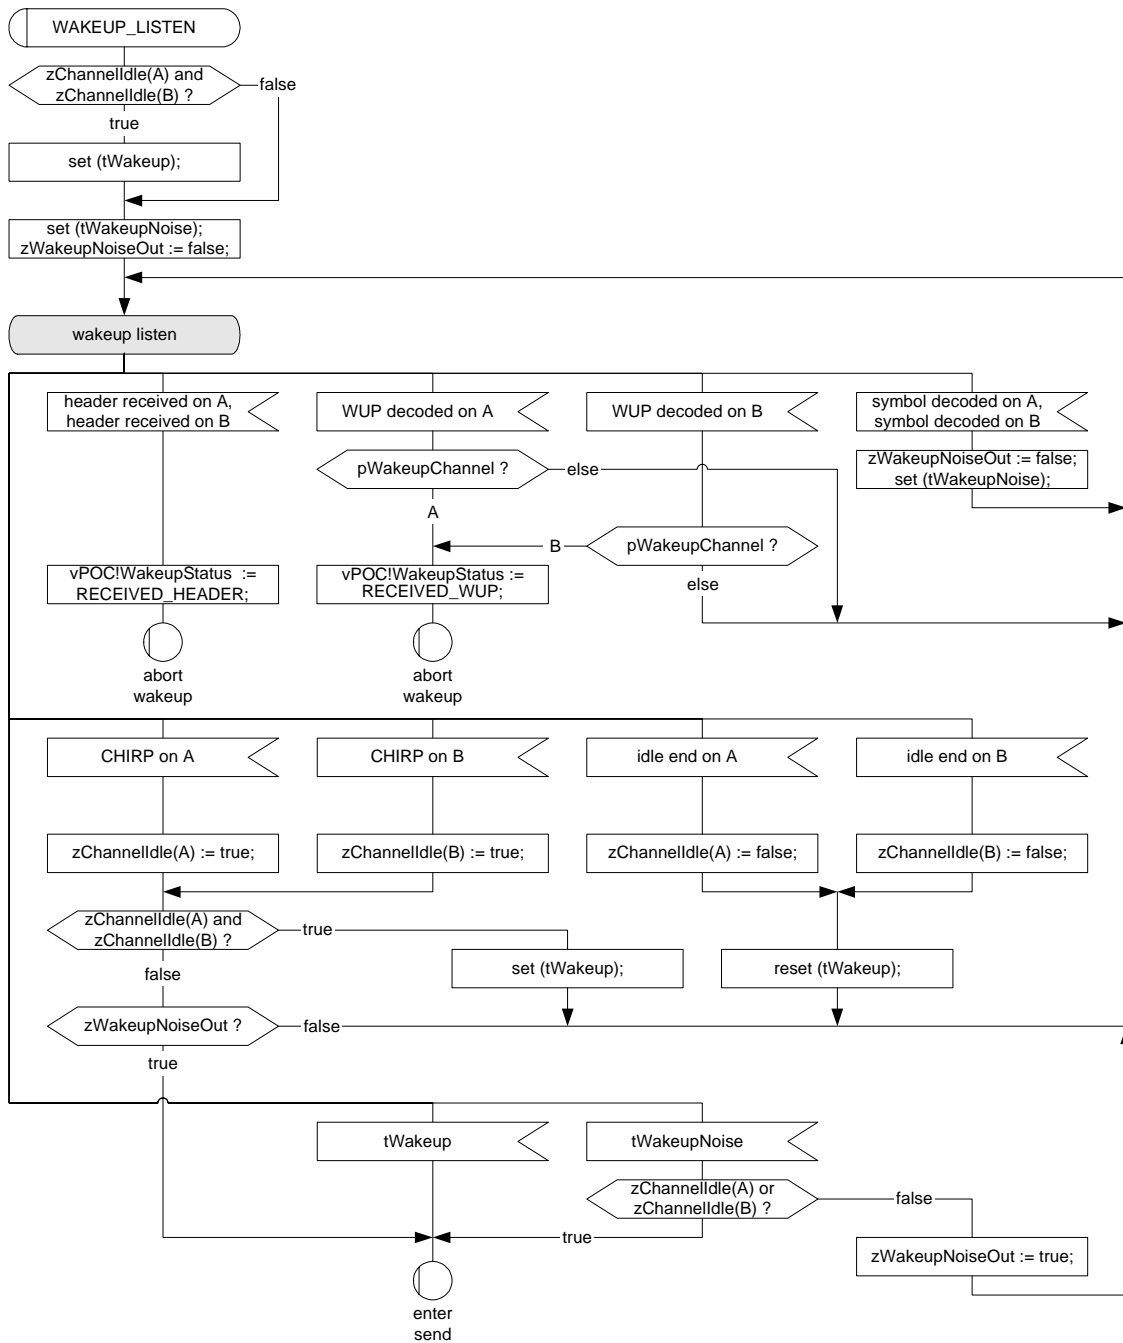 WAKEUP_LISTEN
zChannelIdle(A) and
zChannelIdle(B) ?
false
true
set (tWakeup);
set (tWakeupNoise);
zWakeupNoiseOut := false;
wakeup listen
header received on A,
header received on B
WUP decoded on A
WUP decoded on B
symbol decoded on A,
symbol decoded on B
zWakeupNoiseOut := false;
set (tWakeupNoise);
pWakeupChannel ?
else
A
B
pWakeupChannel ?
else
vPOC!WakeupStatus :=
RECEIVED_HEADER;
vPOC!WakeupStatus :=
RECEIVED_WUP;
abort
wakeup
abort
wakeup
CHIRP on A
CHIRP on B
idle end on A
idle end on B
zChannelIdle(A) := true;
zChannelIdle(B) := true;
zChannelIdle(A) := false;
zChannelIdle(B) := false;
zChannelIdle(A) and
zChannelIdle(B) ?
true
false
set (tWakeup);
reset (tWakeup);
zWakeupNoiseOut ?
false
true
tWakeup
tWakeupNoise
zChannelIdle(A) or
zChannelIdle(B) ?
false
true
zWakeupNoiseOut := true;
enter
send